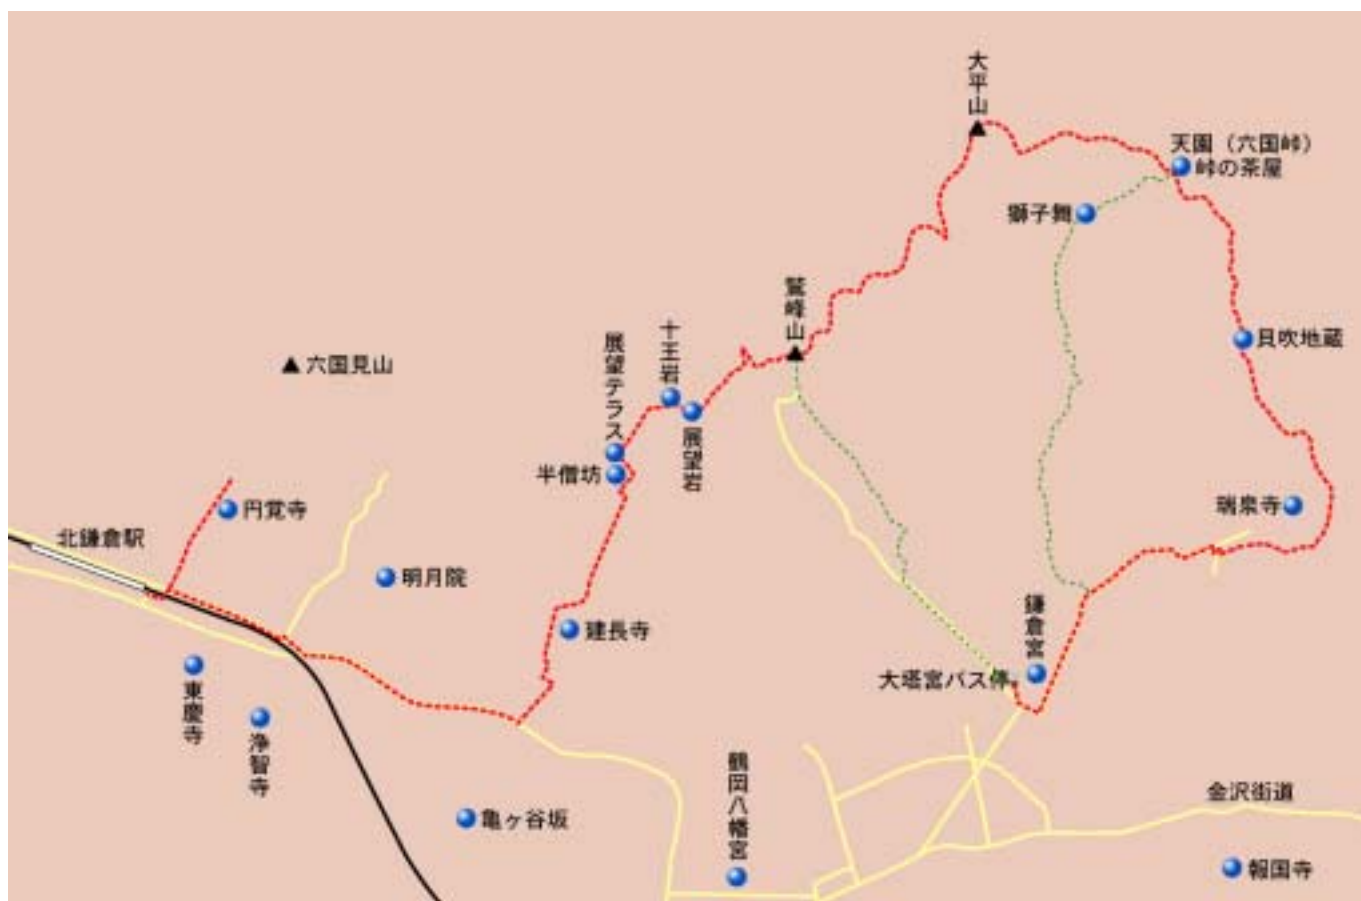 大平山
天園（六国峠）
峠の茶屋
獅子舞
鷲峰山
十王岩
展望テラス
貝吹地蔵
六国見山
展望岩
半僧坊
瑞泉寺
円覚寺
北鎌倉駅
明月院
鎌倉宮
建長寺
大塔宮バス停
東慶寺
浄智寺
鶴岡八幡宮
金沢街道
亀ヶ谷坂
報国寺